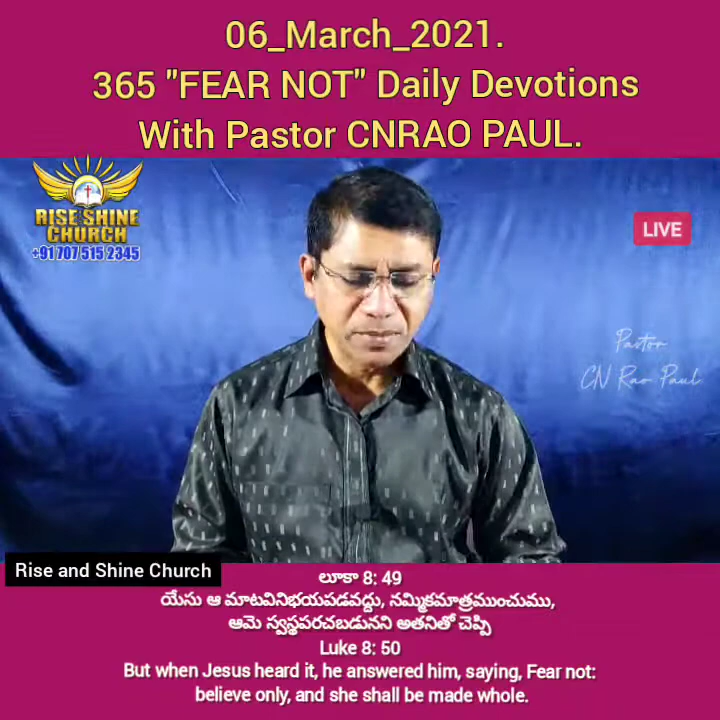 06_March_2021.
365 "FEAR NOT" Daily Devotions
With Pastor CNRAO PAUL.
RISE SHINE
CHURCH
+91 707 515 2345
LIVE
Pastor
CN Rao Paul
Rise and Shine Church
లూకా 8: 49
యేసు ఆ మాటవినిభయపడవద్దు, నమ్మికమాత్రముంచుము,
ఆమె స్వస్థపరచబడునని అతనితో చెప్పి
Luke 8: 50
But when Jesus heard it, he answered him, saying, Fear not:
believe only, and she shall be made whole.